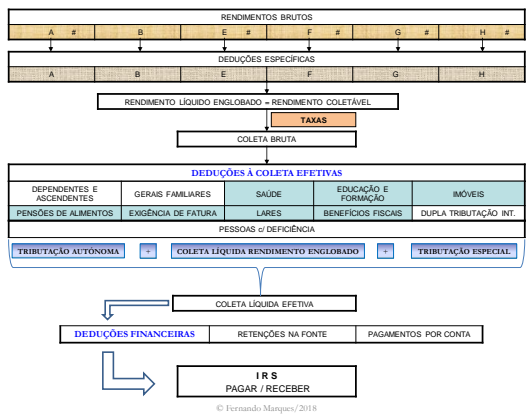 RENDIMENTOS BRUTOS
A # B E # F # G # H #
DEDUÇÕES ESPECÍFICAS
A B E F G H
RENDIMENTO LÍQUIDO ENGLOBADO = RENDIMENTO COLETÁVEL
TAXAS
COLETA BRUTA
DEDUÇÕES À COLETA EFETIVAS
DEPENDENTES E
ASCENDENTES
GERAIS FAMILIARES
SAÚDE
EDUCAÇÃO E
FORMAÇÃO
IMÓVEIS
PENSÕES DE ALIMENTOS
EXIGÊNCIA DE FATURA
LARES
BENEFÍCIOS FISCAIS
DUPLA TRIBUTAÇÃO INT.
PESSOAS c/ DEFICIÊNCIA
TRIBUTAÇÃO AUTÓNOMA + COLETA LÍQUIDA RENDIMENTO ENGLOBADO + TRIBUTAÇÃO ESPECIAL
COLETA LÍQUIDA EFETIVA
DEDUÇÕES FINANCEIRAS
RETENÇÕES NA FONTE
PAGAMENTOS POR CONTA
I R S
PAGAR / RECEBER
© Fernando Marques/2018